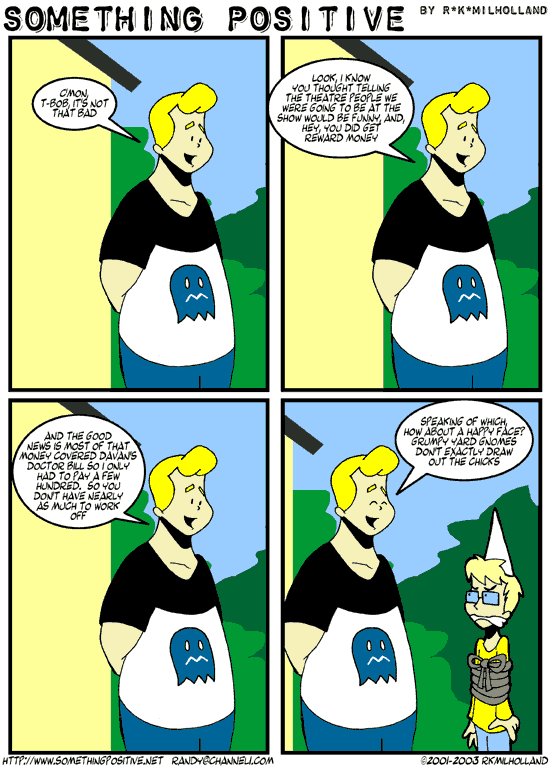 SOMETHING POSITIVE BY R*K*MILHOLLAND
C'MON,
T-BOB, IT'S NOT
THAT BAD
LOOK, I KNOW
YOU THOUGHT TELLING
THE THEATRE PEOPLE WE
WERE GOING TO BE AT THE
SHOW WOULD BE FUNNY, AND,
HEY, YOU DID GET
REWARD MONEY
AND THE GOOD
NEWS IS MOST OF THAT
MONEY COVERED DAVAN'S
DOCTOR BILL SO I ONLY
HAD TO PAY A FEW
HUNDRED. SO YOU
DON'T HAVE NEARLY
AS MUCH TO WORK
OFF
SPEAKING OF WHICH,
HOW ABOUT A HAPPY FACE?
GRUMPY YARD GNOMES
DON'T EXACTLY DRAW
OUT THE CHICKS
HTTP://WWW.SOMETHINGPOSITIVE.NET RANDY@CHANNEL1.COM ©2001-2003 RKMILHOLLAND